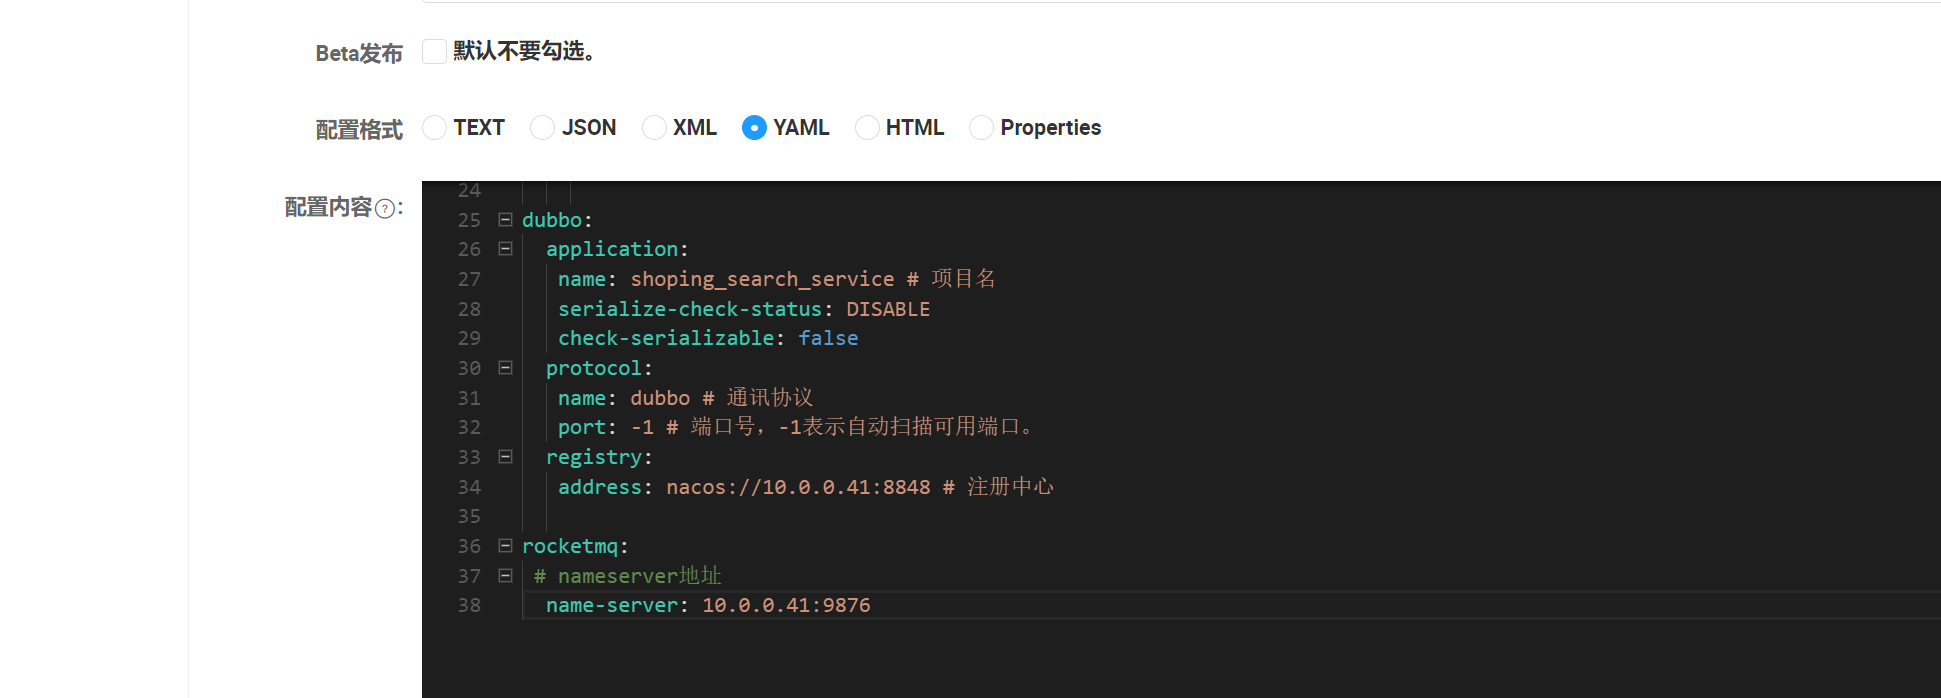 Beta发布 默认不要勾选。
配置格式 TEXT JSON XML YAML HTML Properties
配置内容?:
24
25 dubbo:
26 application:
27 name: shoping_search_service # 项目名
28 serialize-check-status: DISABLE
29 check-serializable: false
30 protocol:
31 name: dubbo # 通讯协议
32 port: -1 # 端口号，-1表示自动扫描可用端口。
33 registry:
34 address: nacos://10.0.0.41:8848 # 注册中心
35
36 rocketmq:
37 # nameserver地址
38 name-server: 10.0.0.41:9876